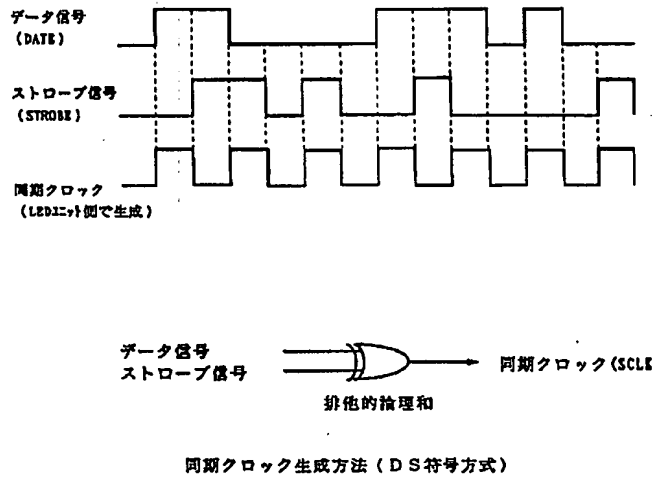 データ信号
(DATE)
ストローブ信号
(STROBE)
同期クロック
(LEDユニット側で生成)
データ信号
ストローブ信号
同期クロック(SCLK
排他的論理和
同期クロック生成方法(DS符号方式)